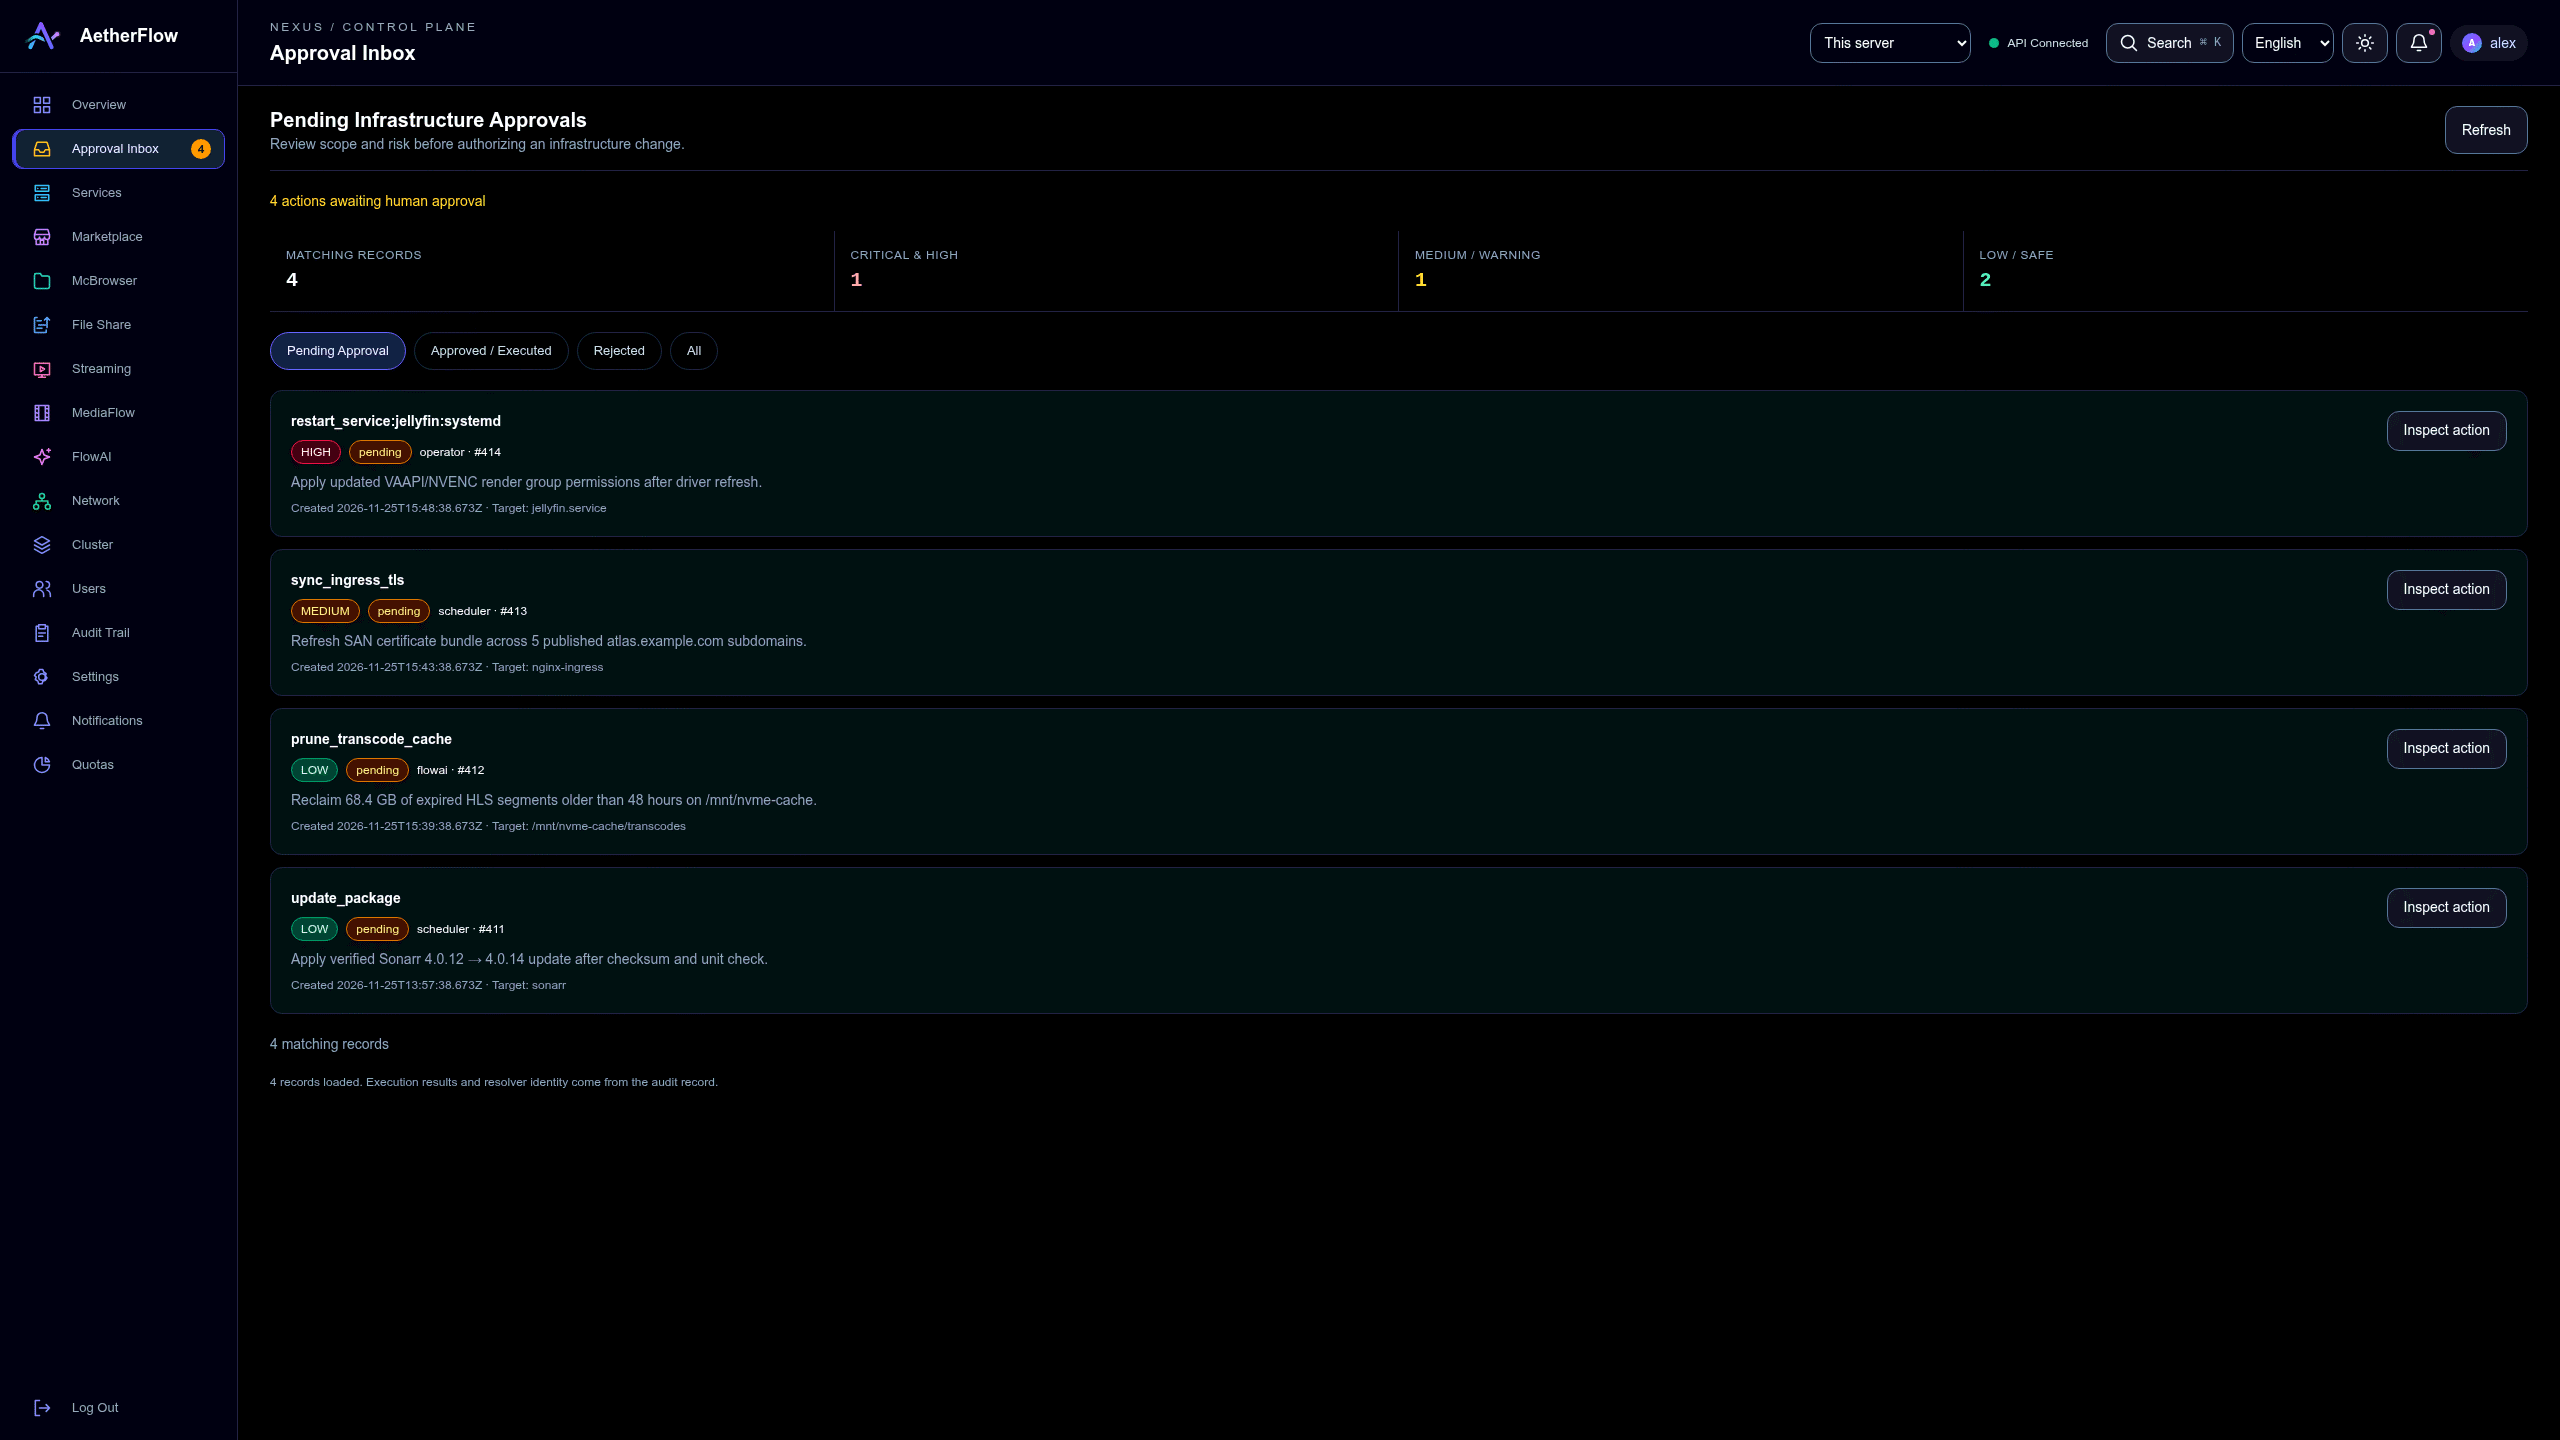 AetherFlow
Overview
Approval Inbox 4
Services
Marketplace
McBrowser
File Share
Streaming
MediaFlow
FlowAI
Network
Cluster
Users
Audit Trail
Settings
Notifications
Quotas
Log Out
NEXUS / CONTROL PLANE
Approval Inbox
This server
API Connected
Search ⌘ K
English
A alex
Pending Infrastructure Approvals
Review scope and risk before authorizing an infrastructure change.
Refresh
4 actions awaiting human approval
MATCHING RECORDS
4
CRITICAL & HIGH
1
MEDIUM / WARNING
1
LOW / SAFE
2
Pending Approval
Approved / Executed
Rejected
All
restart_service:jellyfin:systemd
HIGH pending operator · #414
Apply updated VAAPI/NVENC render group permissions after driver refresh.
Created 2026-11-25T15:48:38.673Z · Target: jellyfin.service
Inspect action
sync_ingress_tls
MEDIUM pending scheduler · #413
Refresh SAN certificate bundle across 5 published atlas.example.com subdomains.
Created 2026-11-25T15:43:38.673Z · Target: nginx-ingress
Inspect action
prune_transcode_cache
LOW pending flowai · #412
Reclaim 68.4 GB of expired HLS segments older than 48 hours on /mnt/nvme-cache.
Created 2026-11-25T15:39:38.673Z · Target: /mnt/nvme-cache/transcodes
Inspect action
update_package
LOW pending scheduler · #411
Apply verified Sonarr 4.0.12 → 4.0.14 update after checksum and unit check.
Created 2026-11-25T13:57:38.673Z · Target: sonarr
Inspect action
4 matching records
4 records loaded. Execution results and resolver identity come from the audit record.